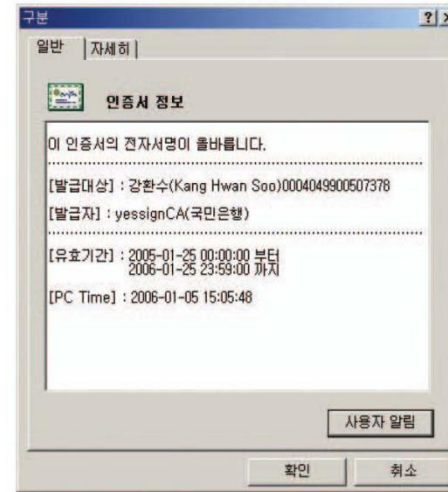 구분
일반
자세히
인증서 정보
이 인증서의 전자서명이 올바릅니다.
[발급대상] : 강환수(Kang Hwan Soo)0004049900507378
[발급자] : yessignCA(국민은행)
[유효기간] : 2005-01-25 00:00:00 부터
2006-01-25 23:59:00 까지
[PC Time] : 2006-01-05 15:05:48
사용자 알림
확인
취소